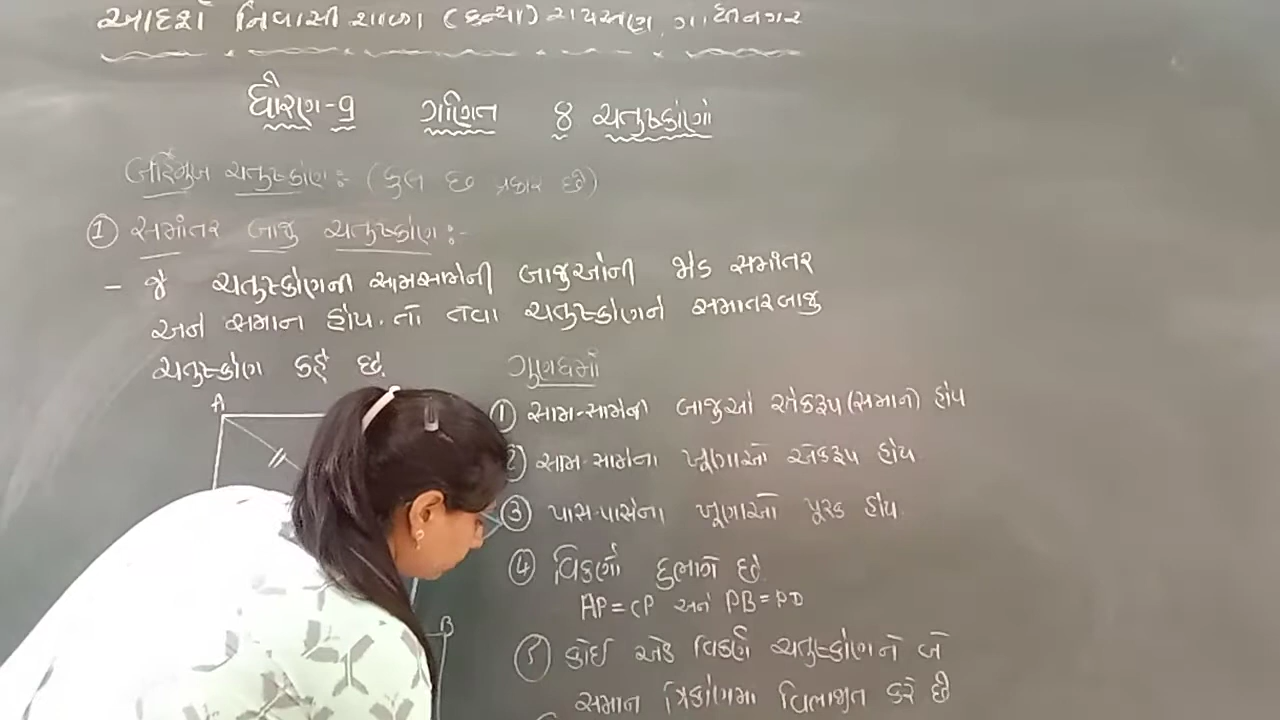 આદર્શ નિવાસી શાળા (કન્યા) રાયસણ, ગાંધીનગર
ધોરણ-૭ ગણિત ૪ ચતુષ્કોણો
બહિર્મુખ ચતુષ્કોણ :- (કુલ છ પ્રકાર છે)
① સમાંતર બાજુ ચતુષ્કોણ :-
- જે ચતુષ્કોણની સામસામેની બાજુઓની જોડ સમાંતર
અને સમાન હોય. તો તેવા ચતુષ્કોણને સમાંતરબાજુ
ચતુષ્કોણ કહે છે.
ગુણધર્મો
A
① સામ-સામેની બાજુઓ એકરૂપ (સમાન) હોય
② સામ-સામેના ખૂણાઓ એકરૂપ હોય
③ પાસ-પાસેના ખૂણાઓ પૂરક હોય
④ વિકર્ણો દુભાગે છે
AP=CP અને PB=PD
B
૫ કોઈ એક વિકર્ણ ચતુષ્કોણને બે
સમાન ત્રિકોણમાં વિભાજીત કરે છે